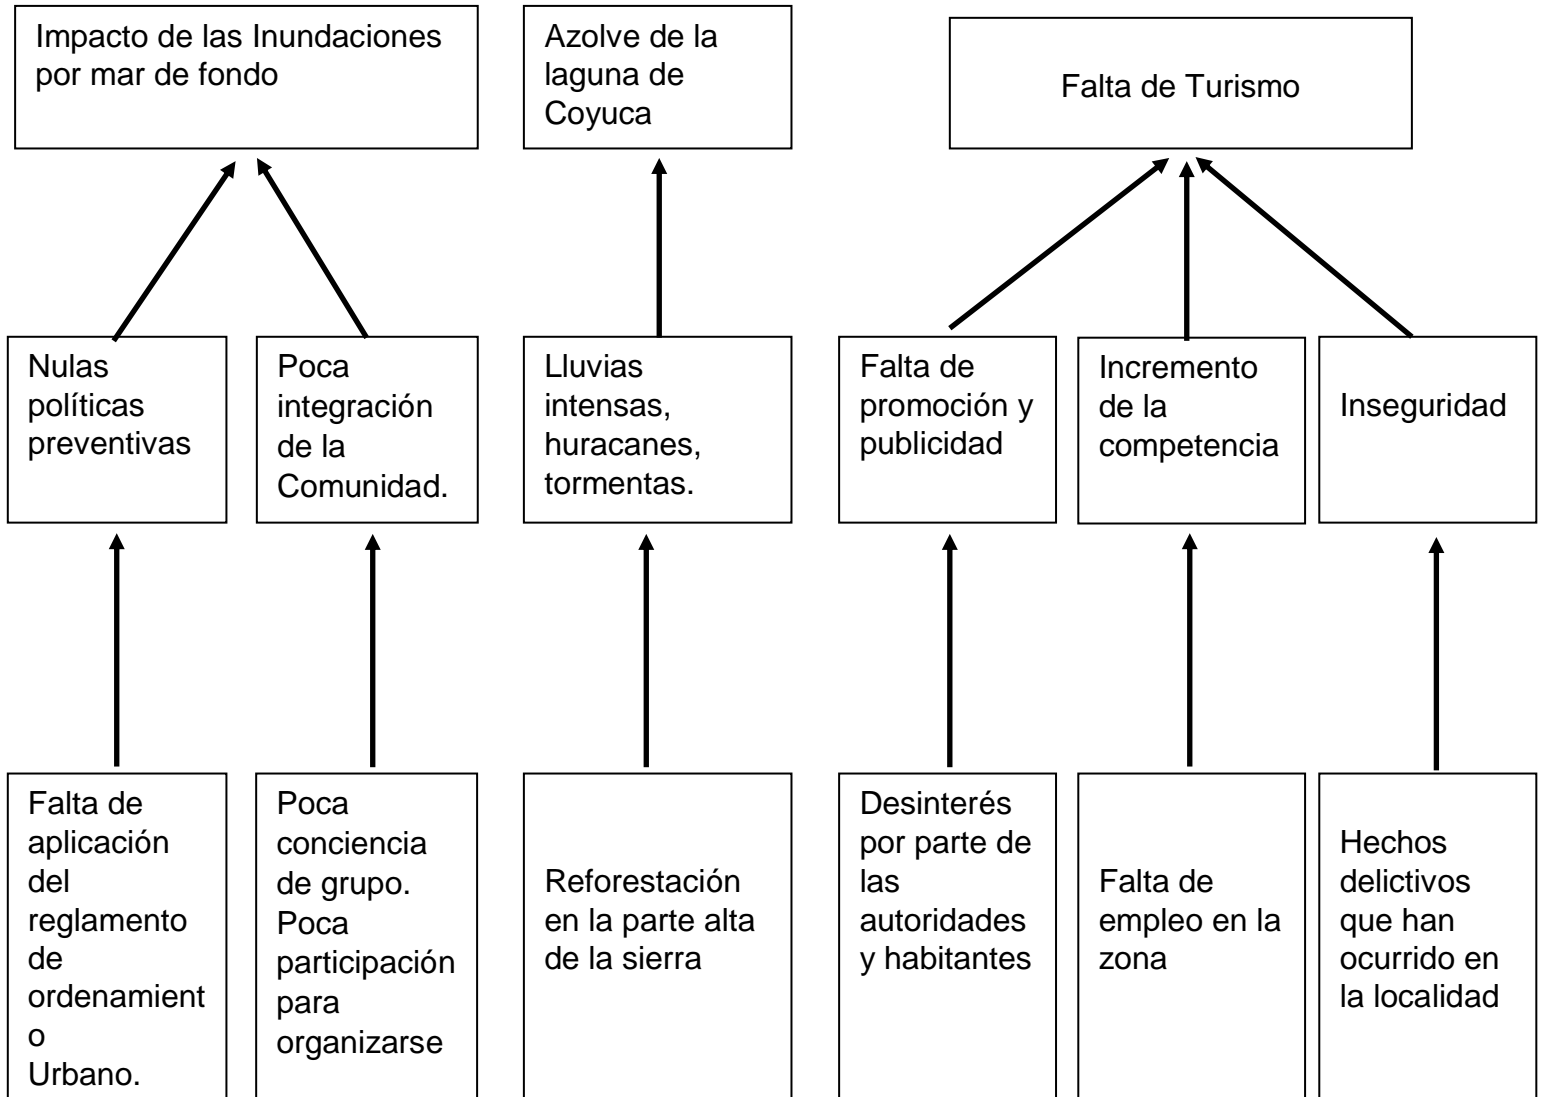 Impacto de las Inundaciones
por mar de fondo
Azolve de la
laguna de
Coyuca
Falta de Turismo
Nulas
políticas
preventivas
Poca
integración
de la
Comunidad.
Lluvias
intensas,
huracanes,
tormentas.
Falta de
promoción y
publicidad
Incremento
de la
competencia
Inseguridad
Falta de
aplicación
del
reglamento
de
ordenamient
o
Urbano.
Poca
conciencia
de grupo.
Poca
participación
para
organizarse
Reforestación
en la parte alta
de la sierra
Desinterés
por parte de
las
autoridades
y habitantes
Falta de
empleo en la
zona
Hechos
delictivos
que han
ocurrido en
la localidad